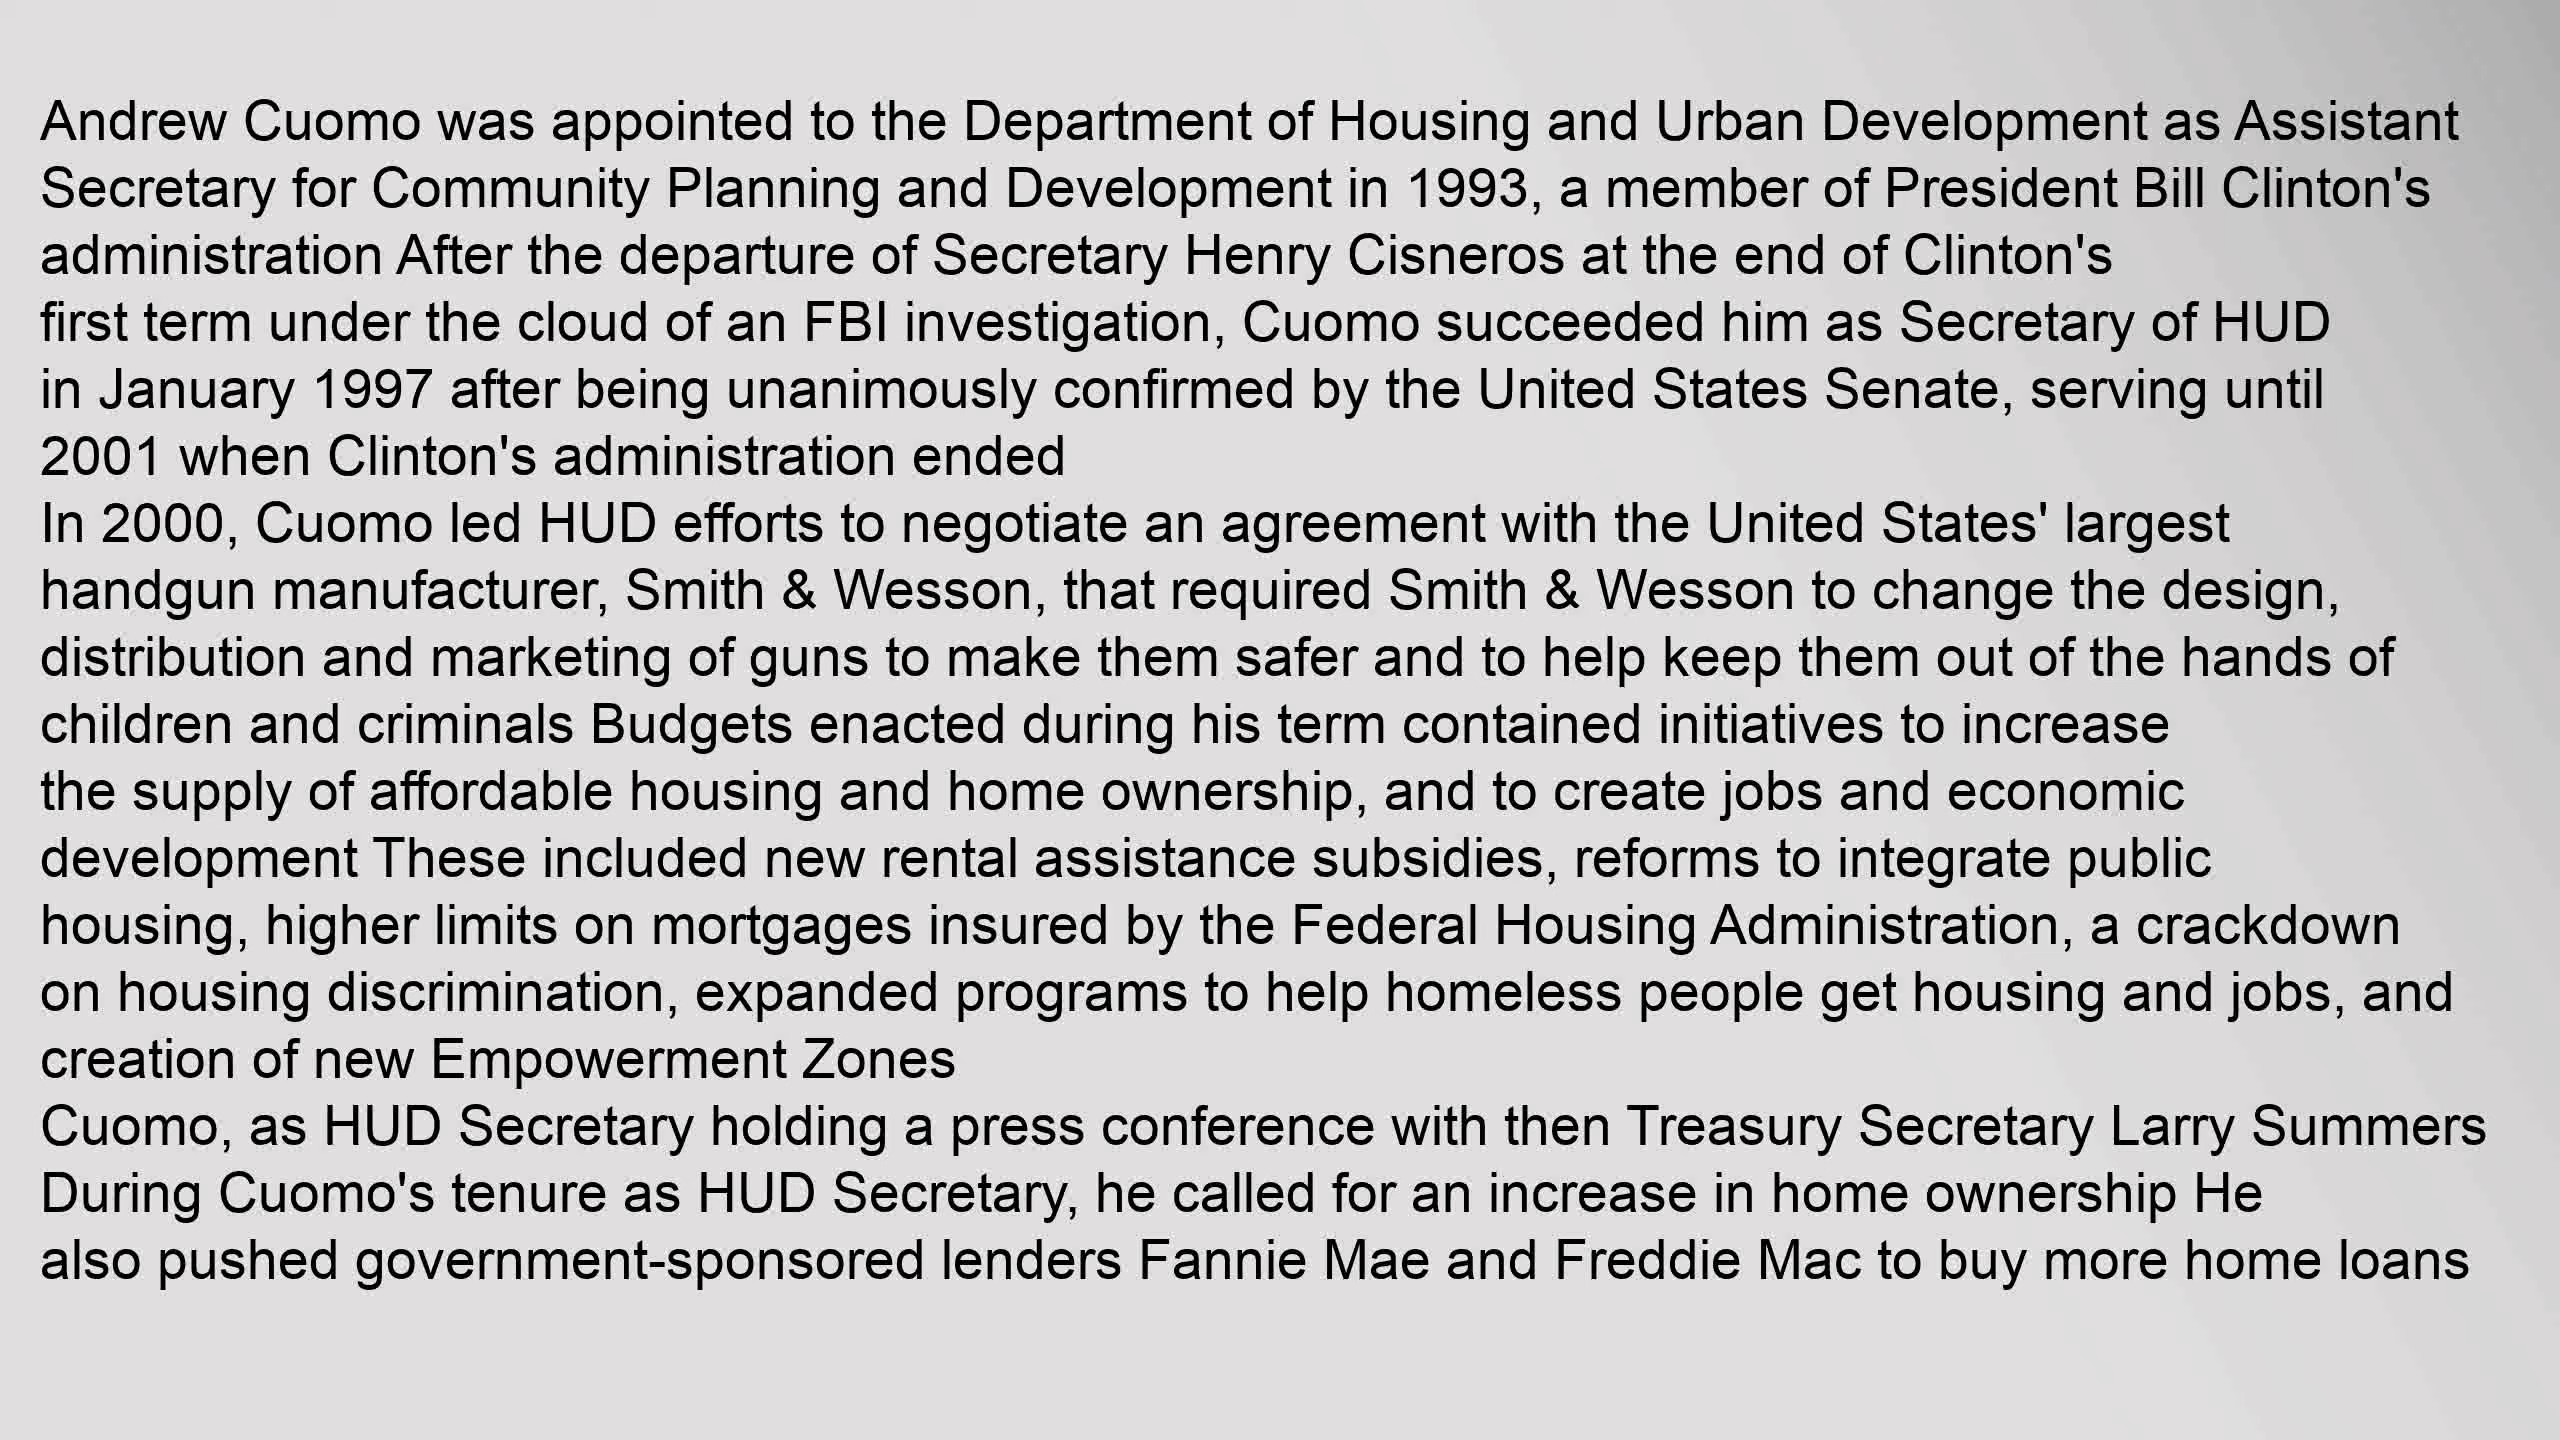 Andrew Cuomo was appointed to the Department of Housing and Urban Development as Assistant
Secretary for Community Planning and Development in 1993, a member of President Bill Clinton's
administration After the departure of Secretary Henry Cisneros at the end of Clinton's
first term under the cloud of an FBI investigation, Cuomo succeeded him as Secretary of HUD
in January 1997 after being unanimously confirmed by the United States Senate, serving until
2001 when Clinton's administration ended
In 2000, Cuomo led HUD efforts to negotiate an agreement with the United States' largest
handgun manufacturer, Smith & Wesson, that required Smith & Wesson to change the design,
distribution and marketing of guns to make them safer and to help keep them out of the hands of
children and criminals Budgets enacted during his term contained initiatives to increase
the supply of affordable housing and home ownership, and to create jobs and economic
development These included new rental assistance subsidies, reforms to integrate public
housing, higher limits on mortgages insured by the Federal Housing Administration, a crackdown
on housing discrimination, expanded programs to help homeless people get housing and jobs, and
creation of new Empowerment Zones
Cuomo, as HUD Secretary holding a press conference with then Treasury Secretary Larry Summers
During Cuomo's tenure as HUD Secretary, he called for an increase in home ownership He
also pushed government-sponsored lenders Fannie Mae and Freddie Mac to buy more home loans